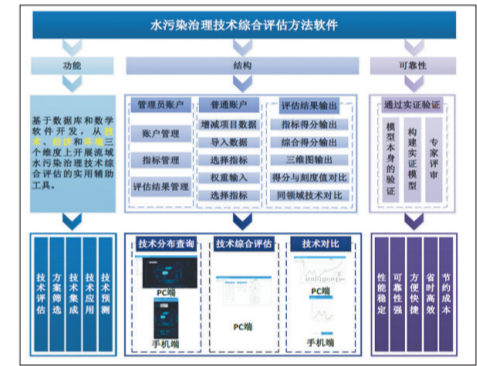 水污染治理技术综合评估方法软件
功能
结构
可靠性
基于数据库和数学
软件开发，从技
术、经济和环境三
个维度上开展流域
水污染治理技术综
合评估的实用辅助
工具。
管理员账户
账户管理
指标管理
评估结果管理
普通账户
增减项目数据
导入数据
选择指标
权重输入
选择指标
评估结果输出
指标得分输出
综合得分输出
三维图输出
得分与刻度值对比
同领域技术对比
通过实证验证
模型本身的验证
构建实证模型
专家评审
技术评估
方案筛选
技术集成
技术应用
技术预测
技术分布查询
PC端
手机端
技术综合评估
PC端
技术对比
PC端
手机端
性能稳定
可靠性强
方便快捷
省时高效
节约成本